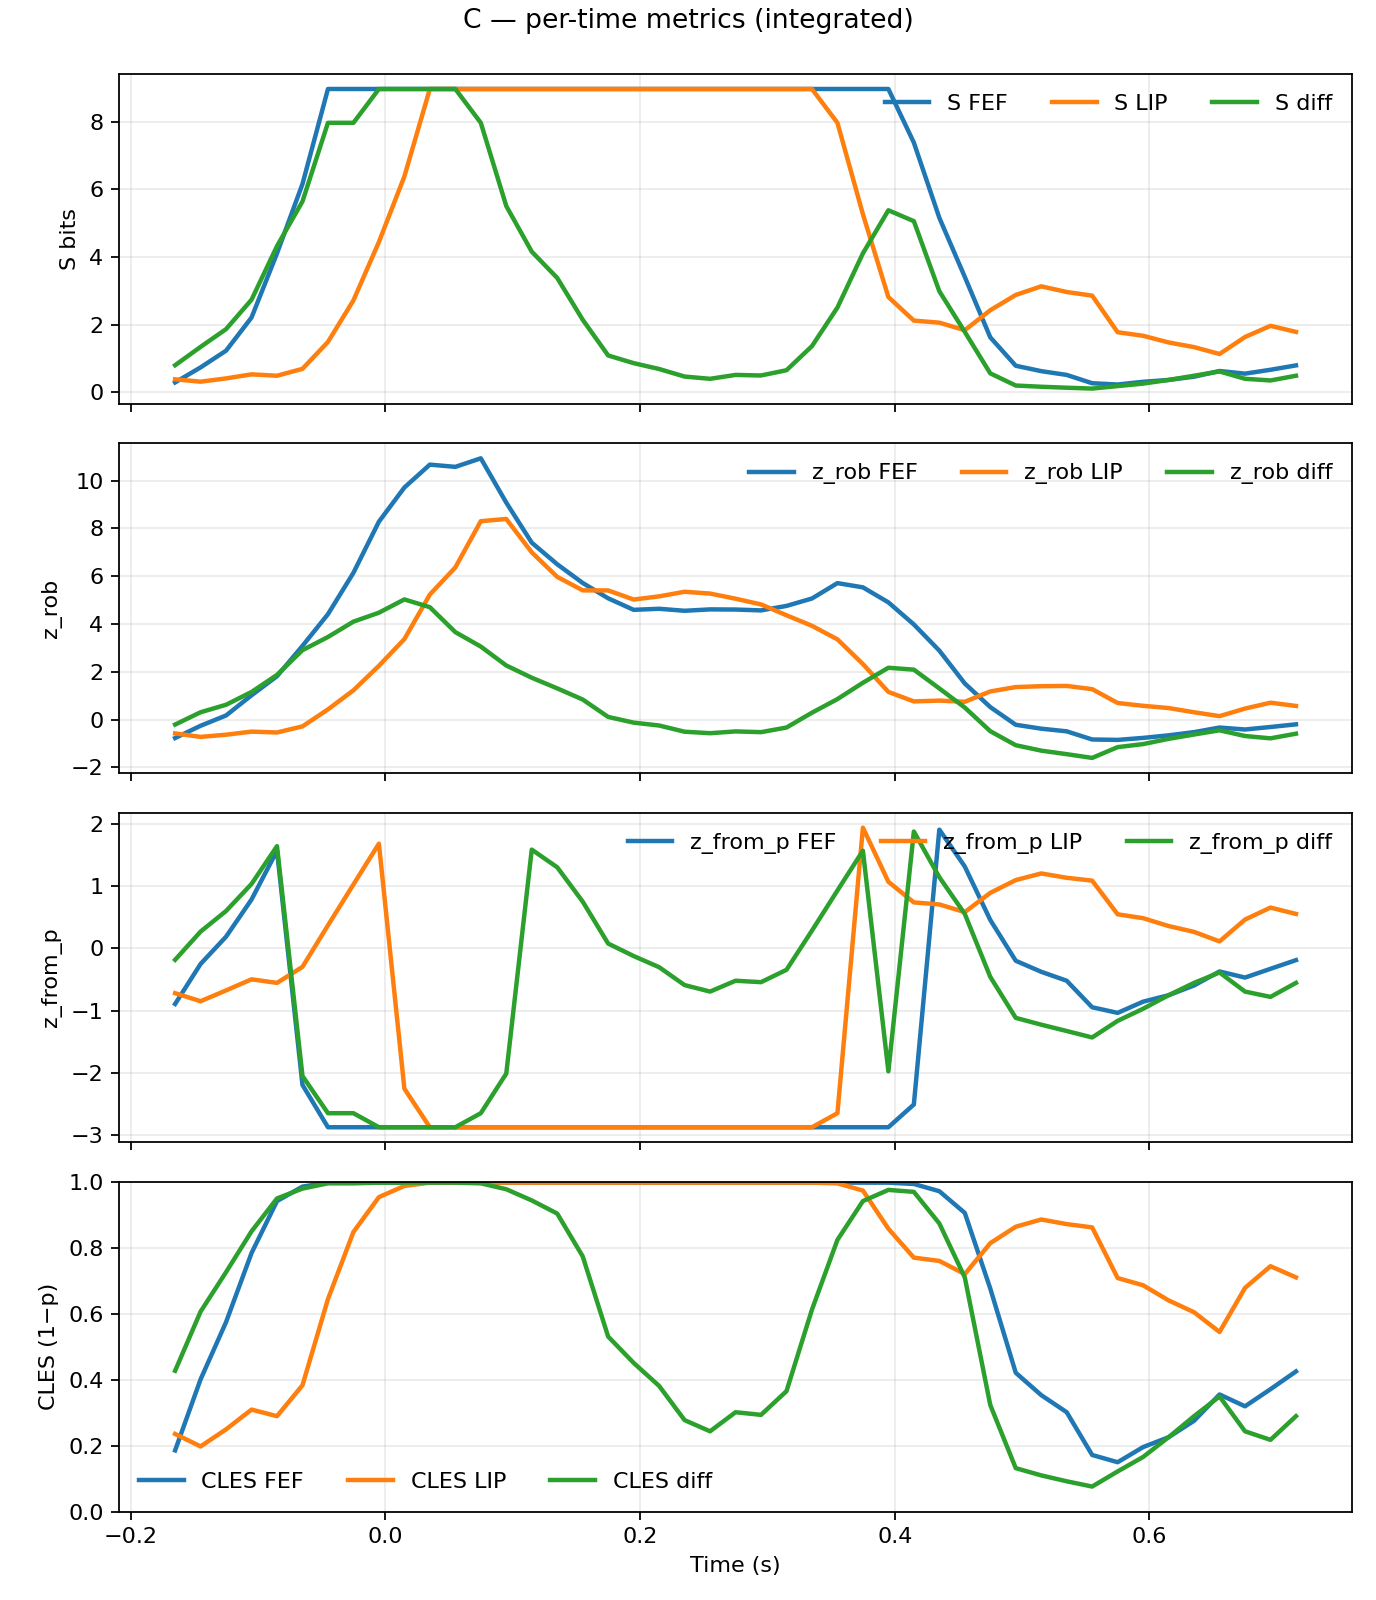 C — per-time metrics (integrated)
S FEF S LIP S diff
8
6
4
2
0
S bits
z_rob FEF z_rob LIP z_rob diff
10
8
6
4
2
0
−2
z_rob
z_from_p FEF z_from_p LIP z_from_p diff
2
1
0
−1
−2
−3
z_from_p
1.0
0.8
0.6
0.4
0.2
0.0
CLES (1−p)
CLES FEF CLES LIP CLES diff
−0.2 0.0 0.2 0.4 0.6
Time (s)